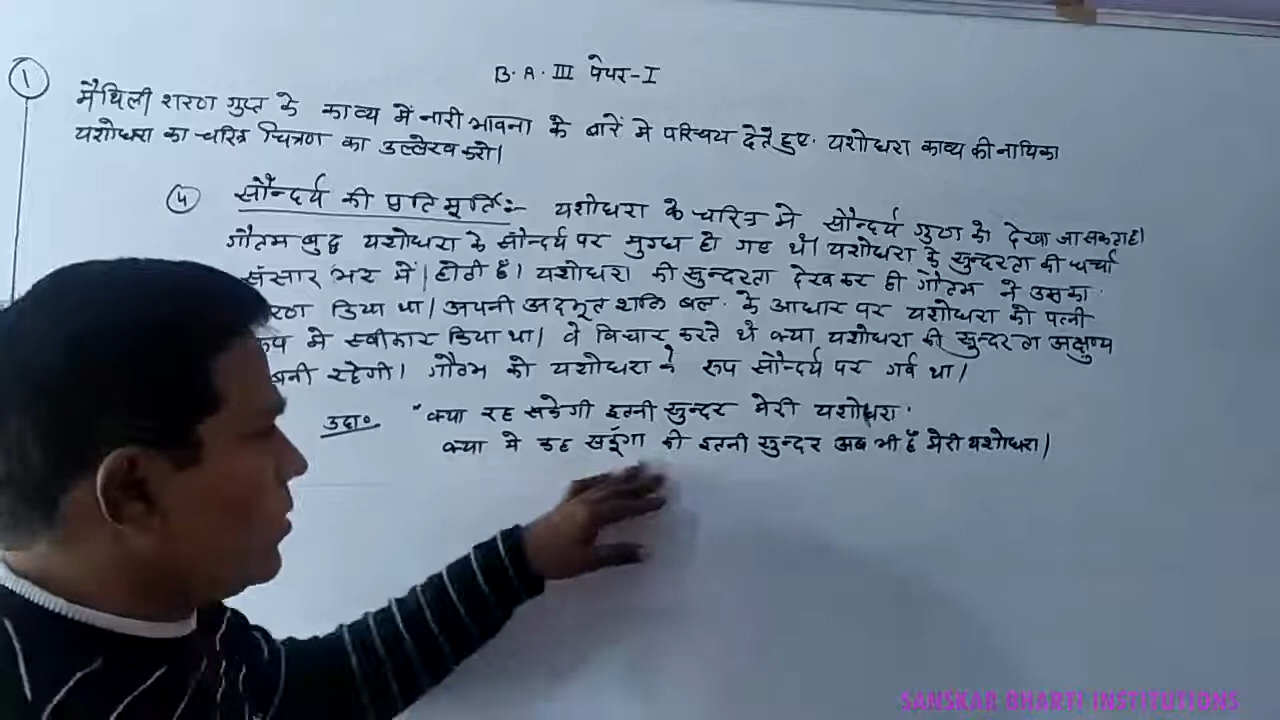 B.A. III पेपर-I
①
मैथिली शरण गुप्त के काव्य में नारी भावना के बारें मे परिचय देते हुए. यशोधरा काव्य की नायिका
यशोधरा का चरित्र चित्रण का उल्लेख करो।
④ सौन्दर्य की प्रतिमूर्ति:- यशोधरा के चरित्र मे सौन्दर्य गुण को देखा जा सकता है।
गौतम बुद्ध यशोधरा के सौन्दर्य पर मुग्ध हो गए थे। यशोधरा के सुन्दरता की चर्चा
संसार भर में। होती है। यशोधरा की सुन्दरता देखकर ही गौतम ने उसका
रण किया था। अपनी अदभूत शक्ति बल. के आधार पर यशोधरा को पत्नी
रूप मे स्वीकार किया था। वे विचार करते थे क्या यशोधरा की सुन्दरता अक्षुण्य
बनी रहेगी। गौतम को यशोधरा के रूप सौन्दर्य पर गर्व था।
उदा० "क्या रह सकेगी इतनी सुन्दर मेरी यशोधरा.
क्या मे कह सकूँगा की इतनी सुन्दर अब भी है मेरी यशोधरा।
SANSKAR BHARTI INSTITUTIONS